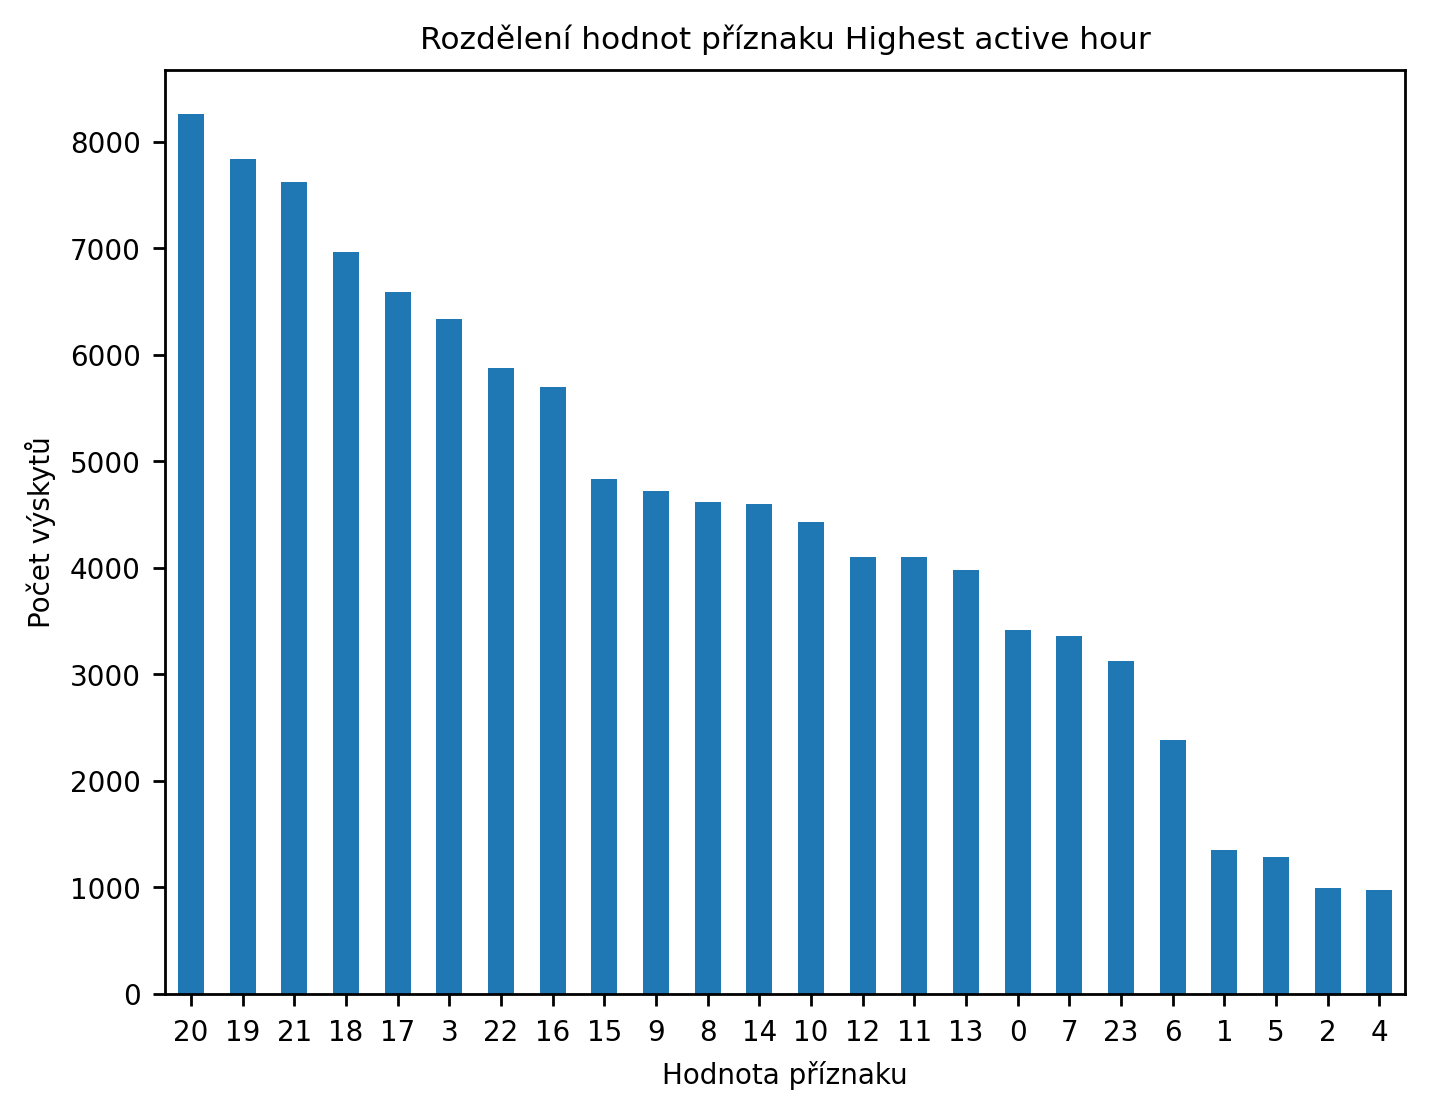 Rozdělení hodnot příznaku Highest active hour
Počet výskytů
8000
7000
6000
5000
4000
3000
2000
1000
0
20 19 21 18 17 3 22 16 15 9 8 14 10 12 11 13 0 7 23 6 1 5 2 4
Hodnota příznaku